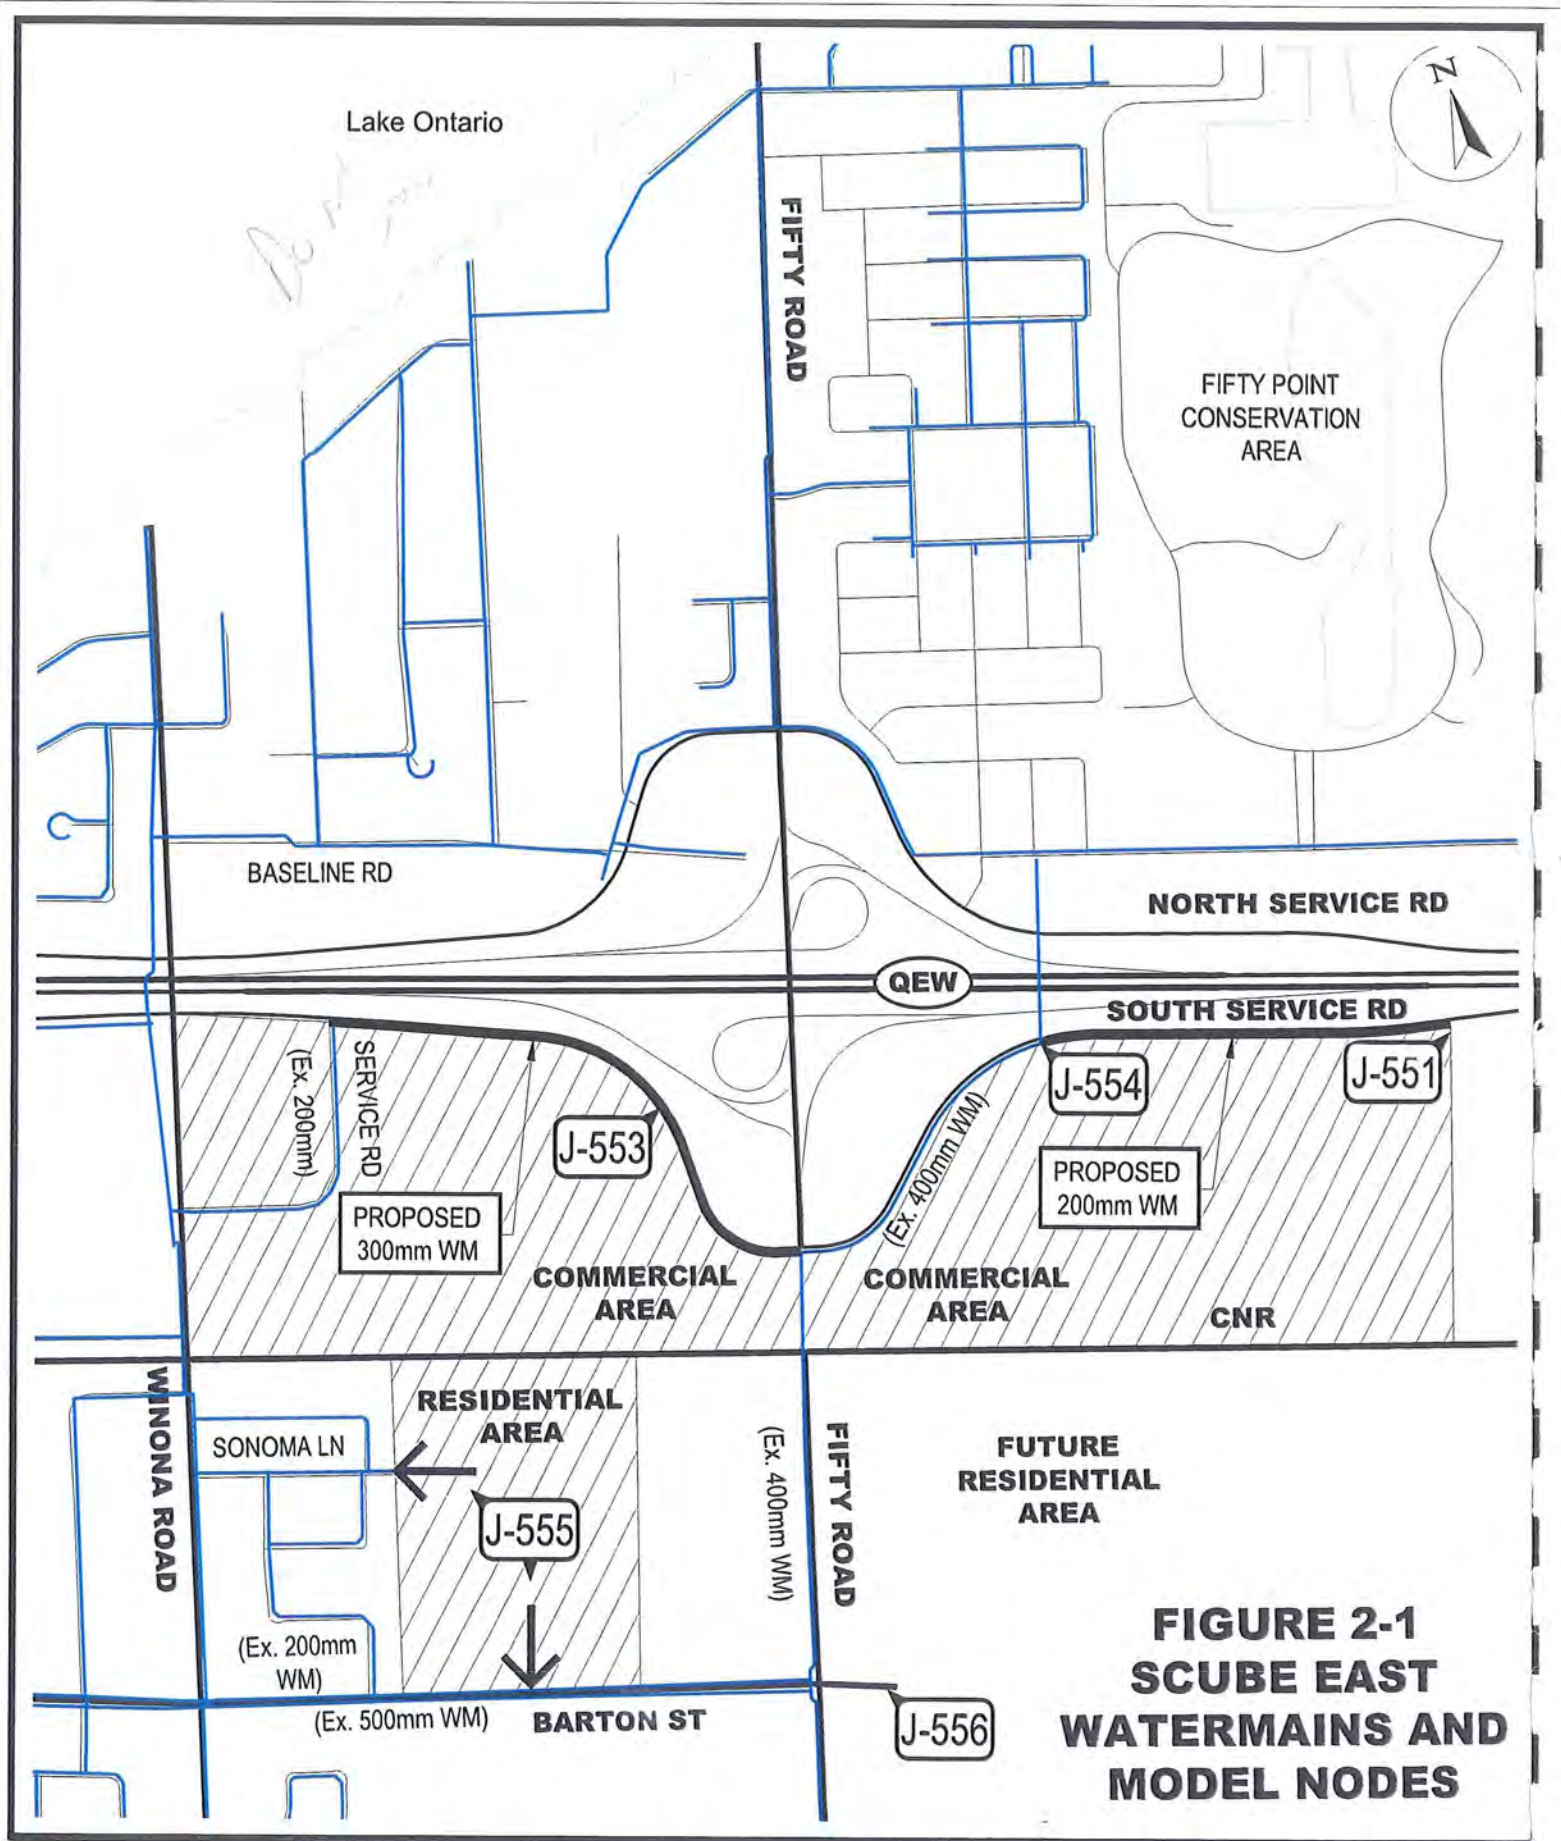 N
Lake Ontario
FIFTY ROAD
FIFTY POINT
CONSERVATION
AREA
BASELINE RD
NORTH SERVICE RD
QEW
SOUTH SERVICE RD
SERVICE RD
(Ex. 200mm)
J-553
J-554
J-551
(Ex. 400mm WM)
PROPOSED
200mm WM
PROPOSED
300mm WM
COMMERCIAL
AREA
COMMERCIAL
AREA
CNR
WINONA ROAD
RESIDENTIAL
AREA
SONOMA LN
J-555
(Ex. 400mm WM)
FIFTY ROAD
FUTURE
RESIDENTIAL
AREA
(Ex. 200mm
WM)
(Ex. 500mm WM)
BARTON ST
J-556
FIGURE 2-1
SCUBE EAST
WATERMAINS AND
MODEL NODES